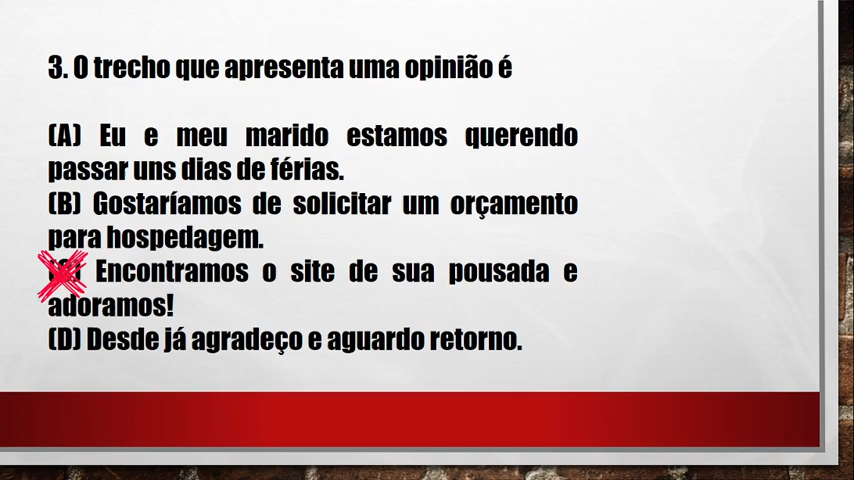 3. O trecho que apresenta uma opinião é
(A) Eu e meu marido estamos querendo
passar uns dias de férias.
(B) Gostaríamos de solicitar um orçamento
para hospedagem.
Encontramos o site de sua pousada e
adoramos!
(D) Desde já agradeço e aguardo retorno.